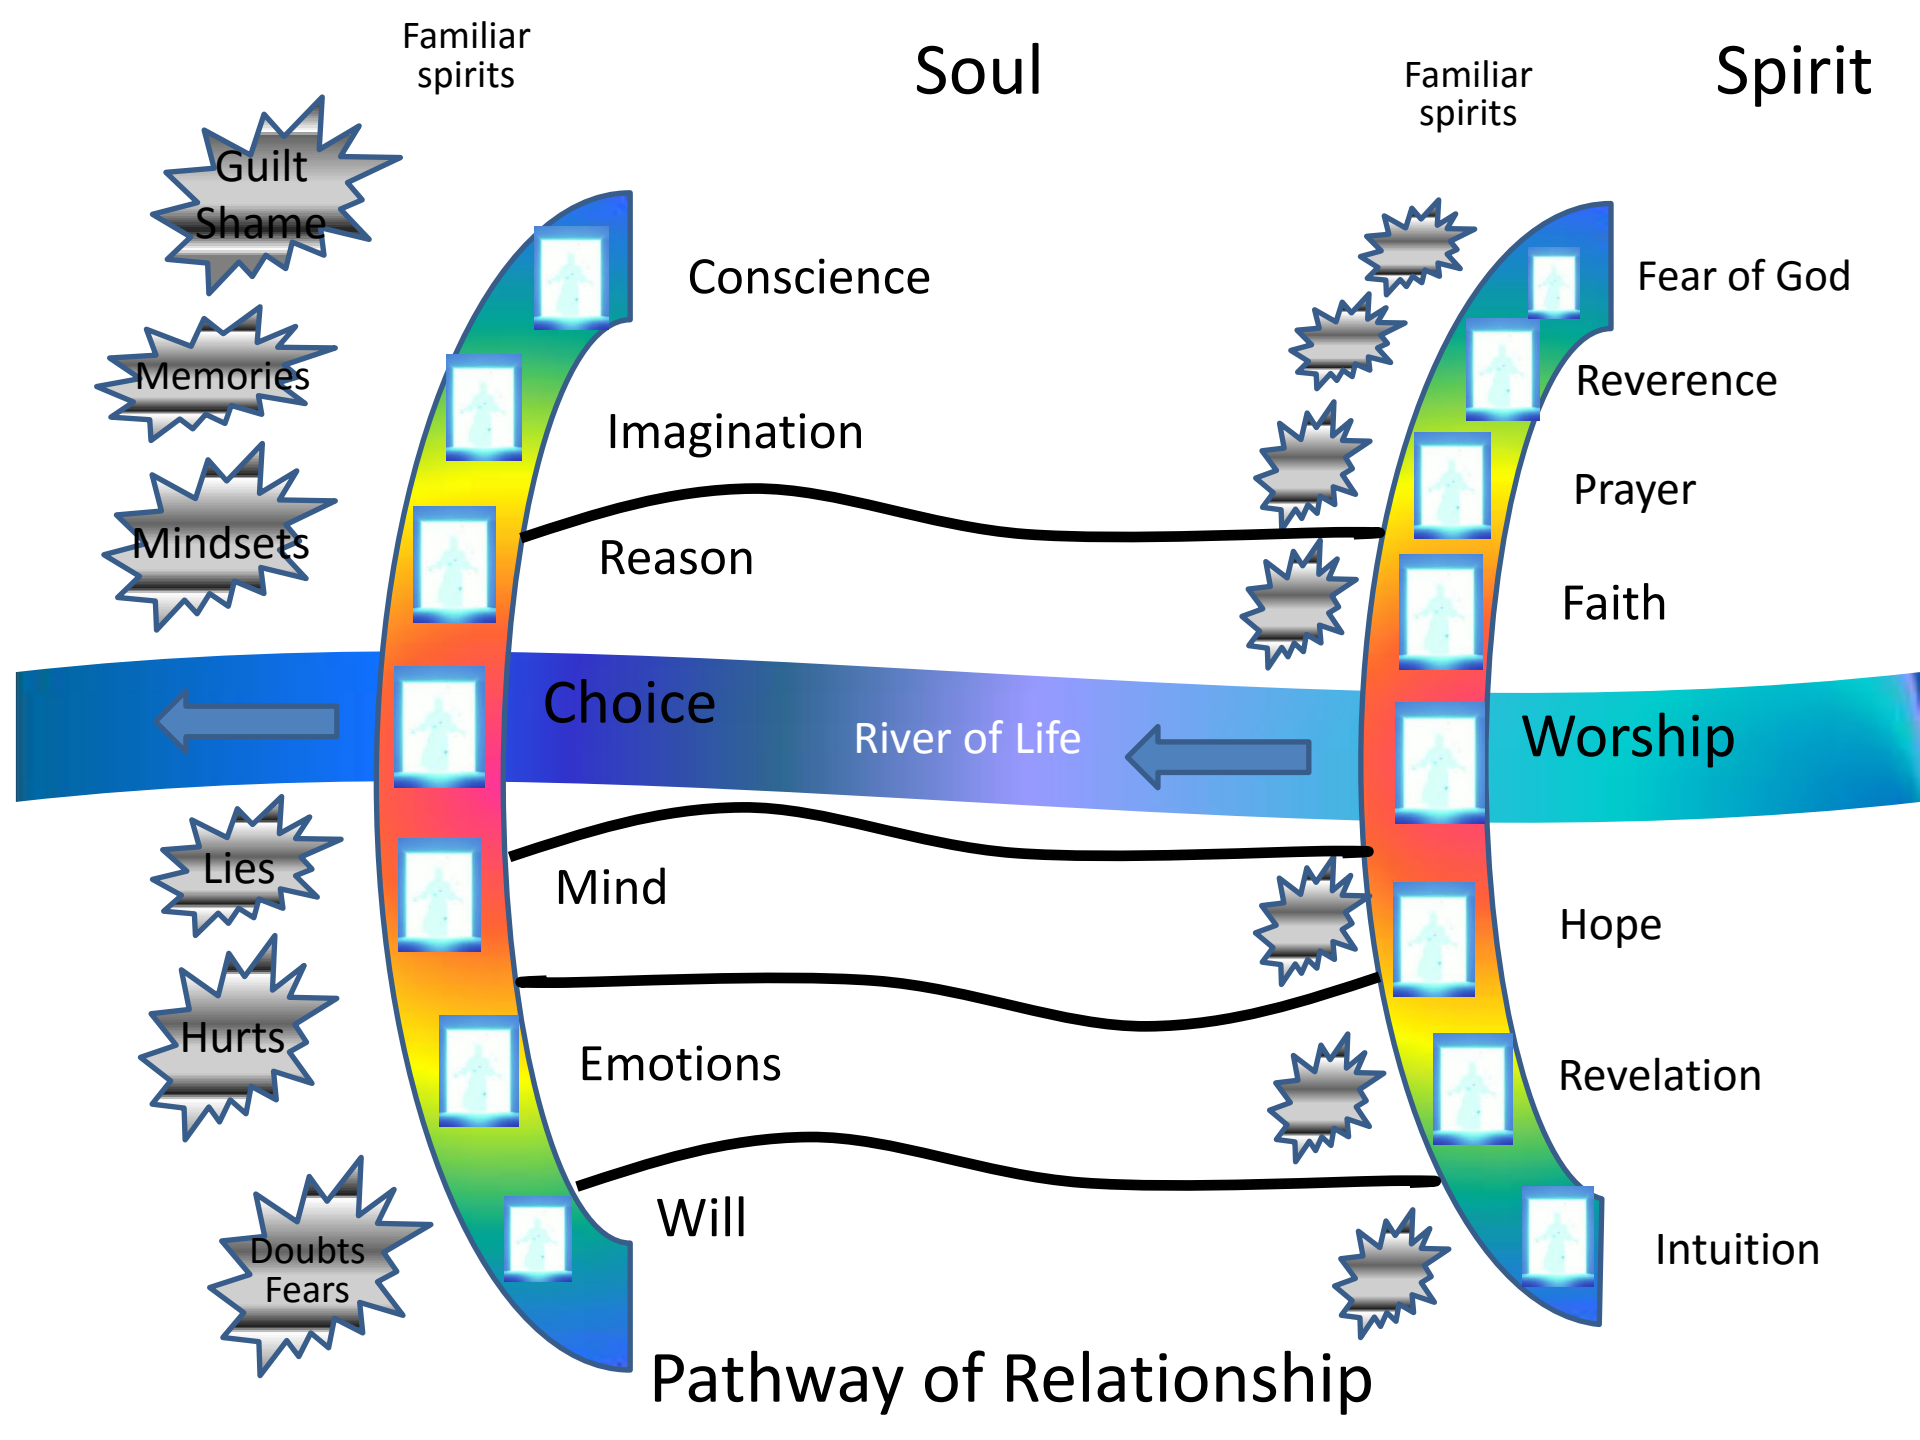 Familiar
spirits
Soul
Familiar
spirits
Spirit
Guilt
Shame
Memories
Mindsets
Lies
Hurts
Doubts
Fears
Conscience
Imagination
Reason
Choice
Mind
Emotions
Will
River of Life
Fear of God
Reverence
Prayer
Faith
Worship
Hope
Revelation
Intuition
Pathway of Relationship